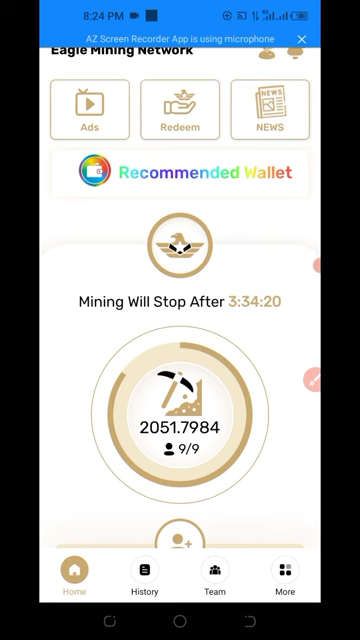 8:24 PM
AZ Screen Recorder App is using microphone
Eagle Mining Network
Ads
Redeem
NEWS
NEWS
Recommended Wallet
Mining Will Stop After 3:34:20
2051.7984
9/9
Home
History
Team
More